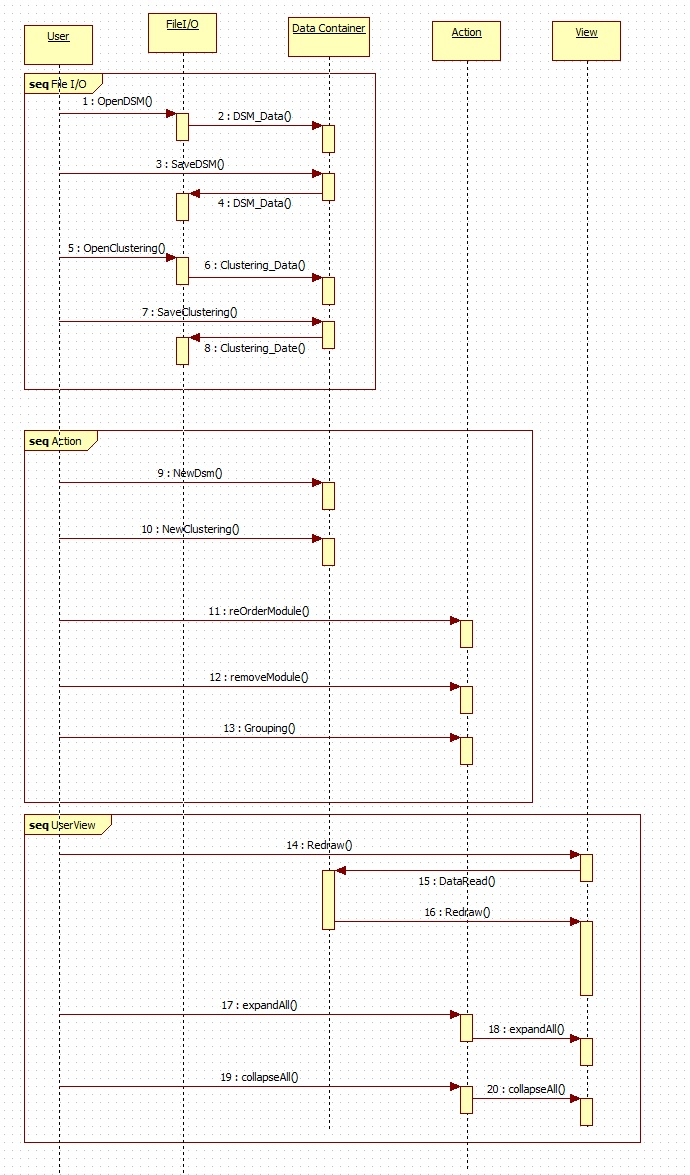 User
FileI/O
Data Container
Action
View
seq File I/O
1 : OpenDSM()
2 : DSM_Data()
3 : SaveDSM()
4 : DSM_Data()
5 : OpenClustering()
6 : Clustering_Data()
7 : SaveClustering()
8 : Clustering_Date()
seq Action
9 : NewDsm()
10 : NewClustering()
11 : reOrderModule()
12 : removeModule()
13 : Grouping()
seq UserView
14 : Redraw()
15 : DataRead()
16 : Redraw()
17 : expandAll()
18 : expandAll()
19 : collapseAll()
20 : collapseAll()